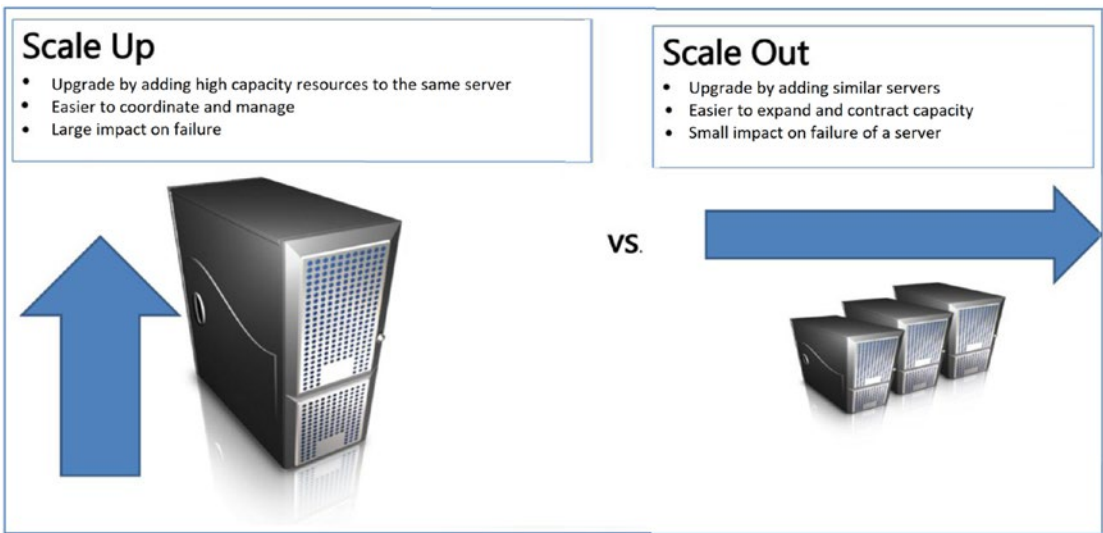 Scale Up
• Upgrade by adding high capacity resources to the same server
• Easier to coordinate and manage
• Large impact on failure
vs.
Scale Out
• Upgrade by adding similar servers
• Easier to expand and contract capacity
• Small impact on failure of a server